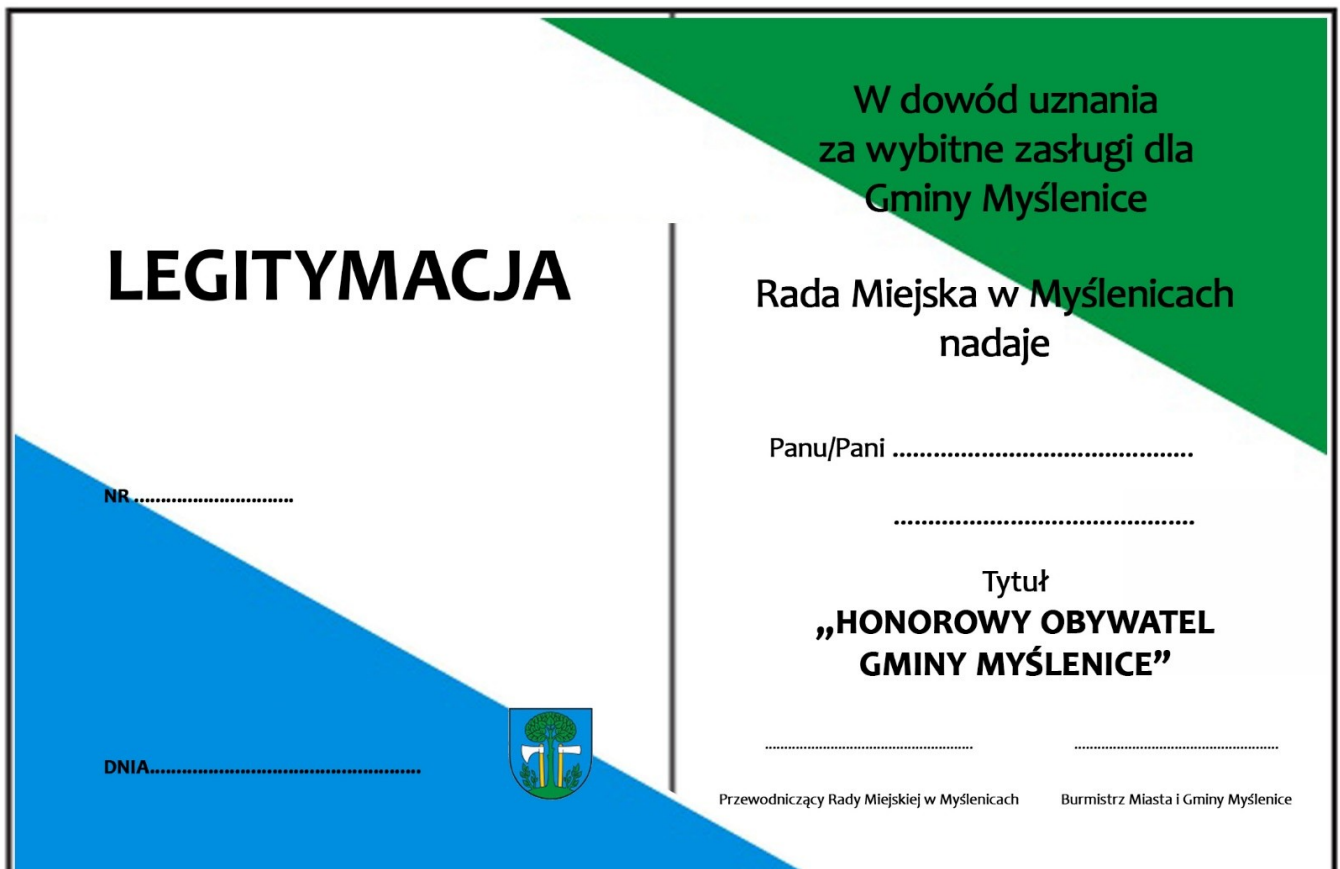 LEGITYMACJA
NR ..............................
DNIA...................................................
W dowód uznania
za wybitne zasługi dla
Gminy Myślenice
Rada Miejska w Myślenicach
nadaje
Panu/Pani ............................................
............................................
Tytuł
„HONOROWY OBYWATEL
GMINY MYŚLENICE”
......................................................
.....................................................
Przewodniczący Rady Miejskiej w Myślenicach
Burmistrz Miasta i Gminy Myślenice